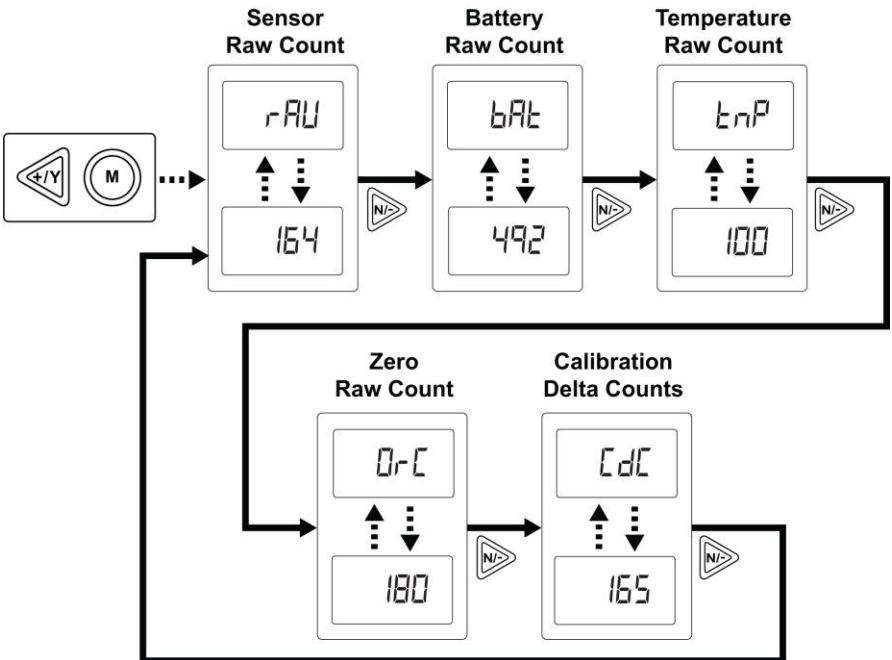 Sensor
Raw Count
Battery
Raw Count
Temperature
Raw Count
rAU
bAt
tnP
+/Y
M
N/-
N/-
N/-
164
492
100
Zero
Raw Count
Calibration
Delta Counts
0rC
CdC
N/-
N/-
180
165